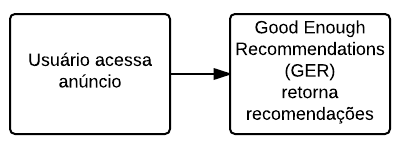 Usuário acessa
anúncio
Good Enough
Recommendations
(GER)
retorna
recomendações